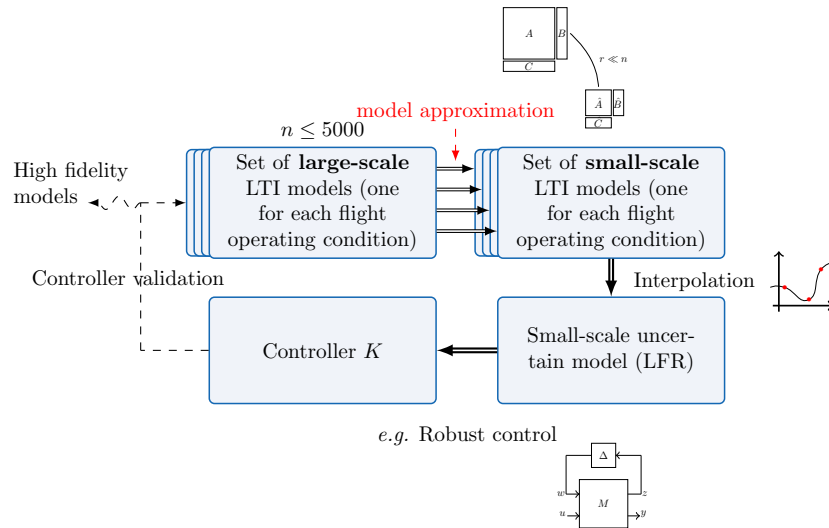 A
B
C
r ≪ n
Â
B̂
C
model approximation
n ≤ 5000
Set of large-scale
LTI models (one
for each flight
operating condition)
Set of small-scale
LTI models (one
for each flight
operating condition)
High fidelity
models
Controller validation
Interpolation
Controller K
Small-scale uncer-
tain model (LFR)
e.g. Robust control
Δ
w
z
M
u
y